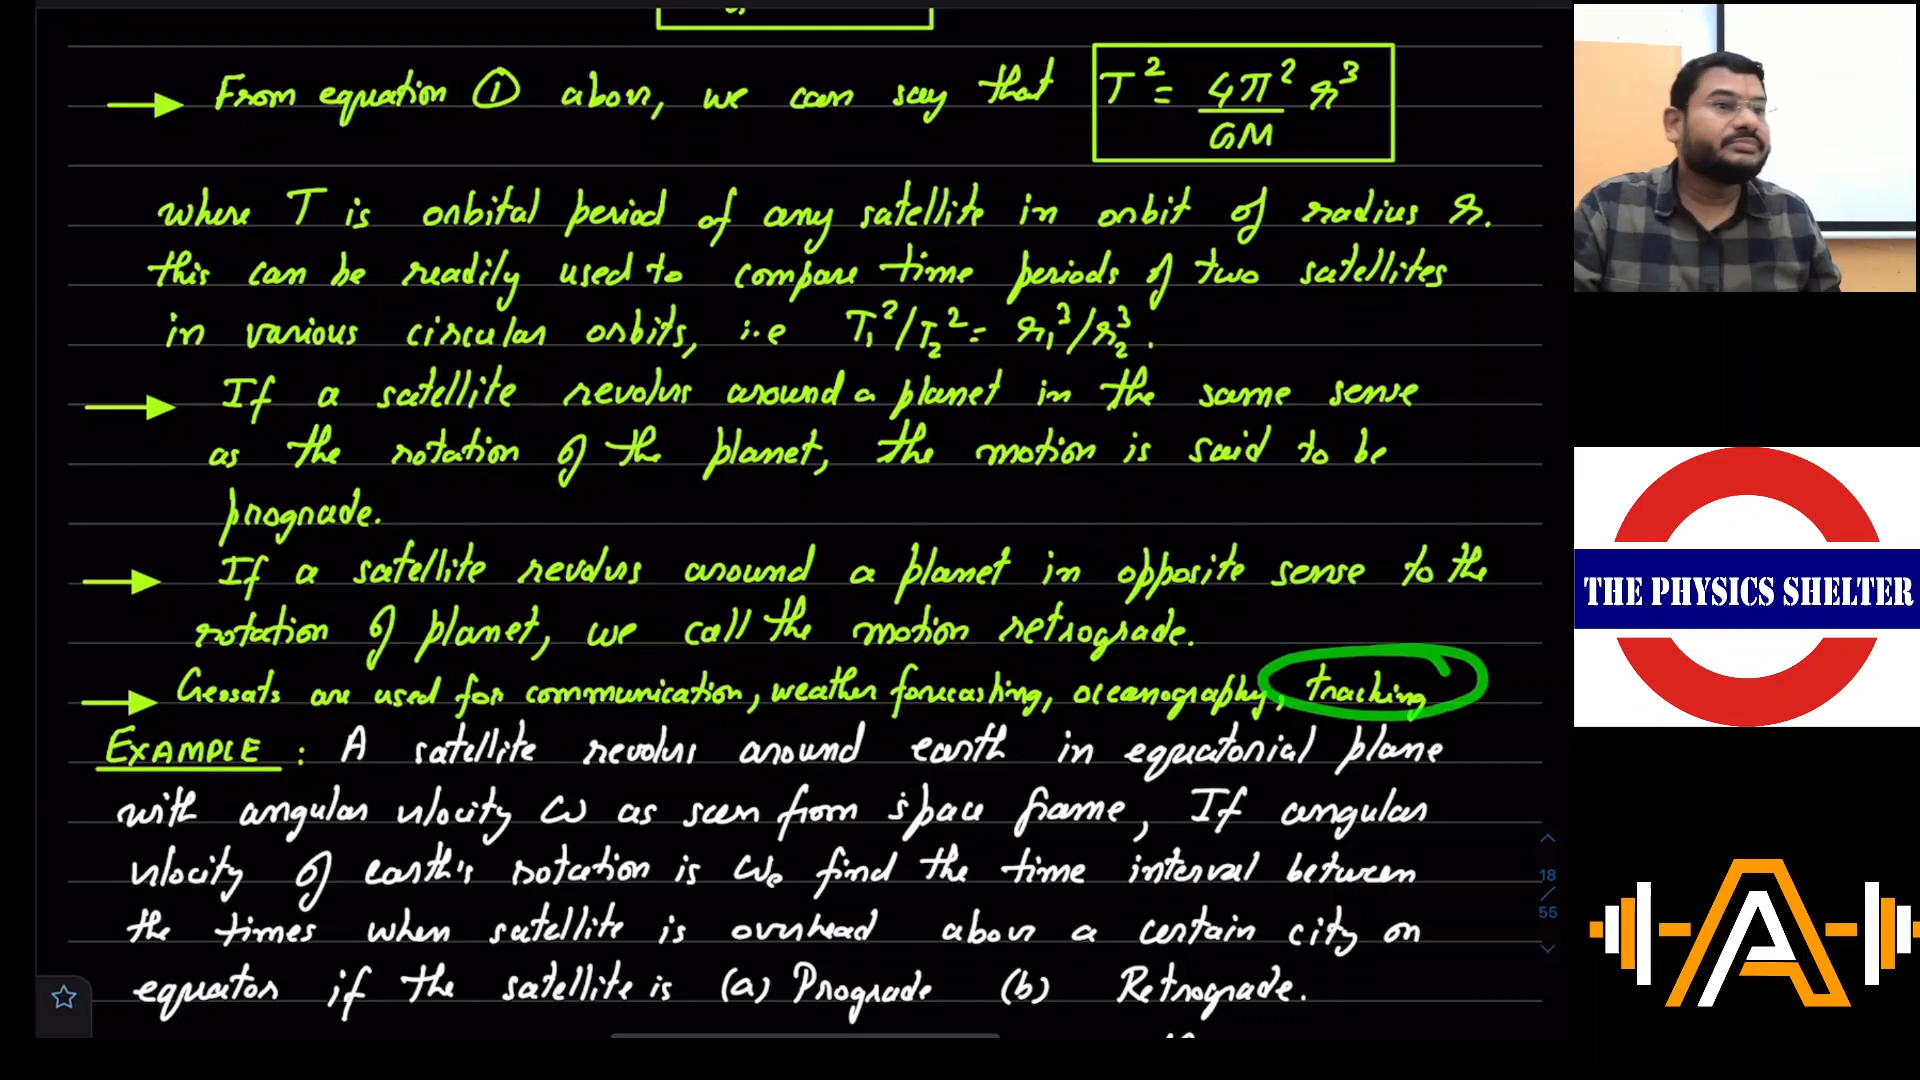 → From equation ① above, we can say that T² = 4π²/GM r³
where T is orbital period of any satellite in orbit of radius r.
this can be readily used to compare time periods of two satellites
in various circular orbits, i.e T₁²/T₂² = r₁³/r₂³.
→ If a satellite revolves around a planet in the same sense
as the rotation of the planet, the motion is said to be
prograde.
→ If a satellite revolves around a planet in opposite sense to the
rotation of planet, we call the motion retrograde.
→ Geosats are used for communication, weather forecasting, oceanography, tracking
EXAMPLE : A satellite revolves around earth in equatorial plane
with angular velocity ω as seen from space frame, If angular
velocity of earth's rotation is ωe find the time interval between
the times when satellite is overhead above a certain city on
equator if the satellite is (a) Prograde (b) Retrograde.
18
55
THE PHYSICS SHELTER
A